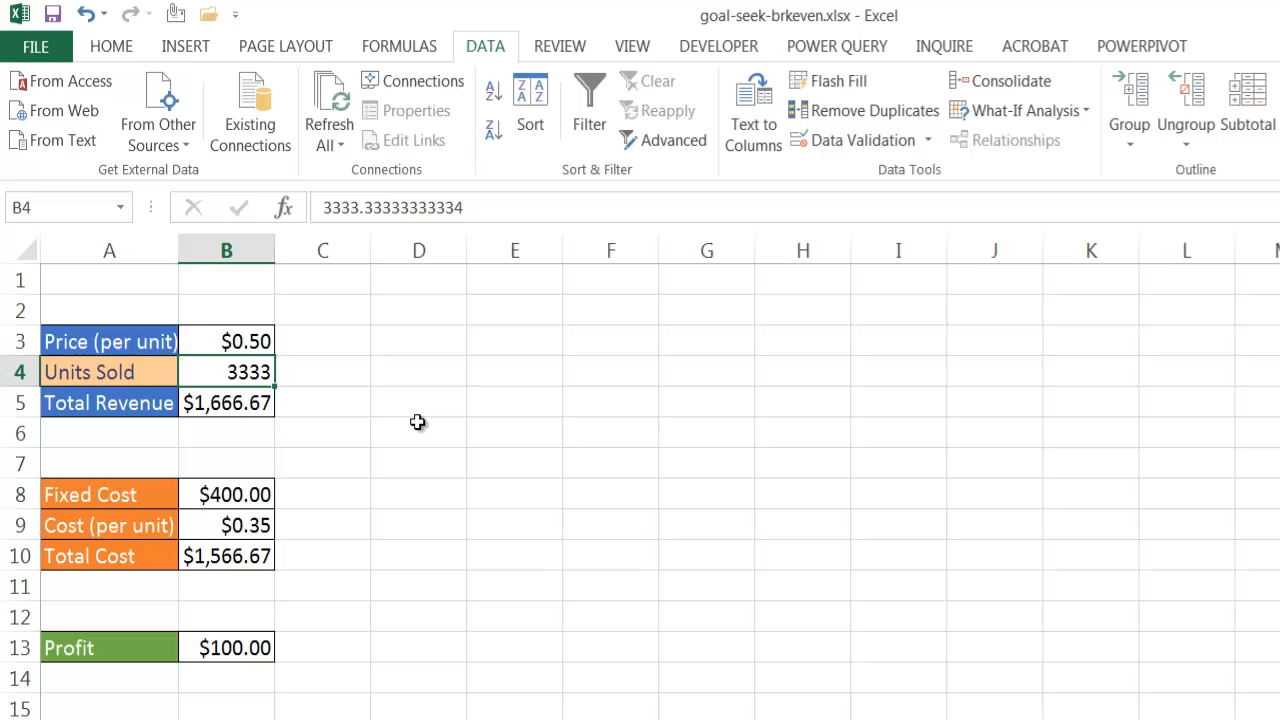 goal-seek-brkeven.xlsx - Excel
FILE HOME INSERT PAGE LAYOUT FORMULAS DATA REVIEW VIEW DEVELOPER POWER QUERY INQUIRE ACROBAT POWERPIVOT
From Access
From Web
From Text
From Other
Sources
Existing
Connections
Get External Data
Refresh
All
Connections
Properties
Edit Links
Connections
Sort
Filter
Clear
Reapply
Advanced
Sort & Filter
Text to
Columns
Flash Fill
Remove Duplicates
Data Validation
Consolidate
What-If Analysis
Relationships
Data Tools
Group
Ungroup
Subtotal
Outline
B4 fx 3333.33333333334
A B C D E F G H I J K L
1
2
3 Price (per unit) $0.50
4 Units Sold 3333
5 Total Revenue $1,666.67
6
7
8 Fixed Cost $400.00
9 Cost (per unit) $0.35
10 Total Cost $1,566.67
11
12
13 Profit $100.00
14
15